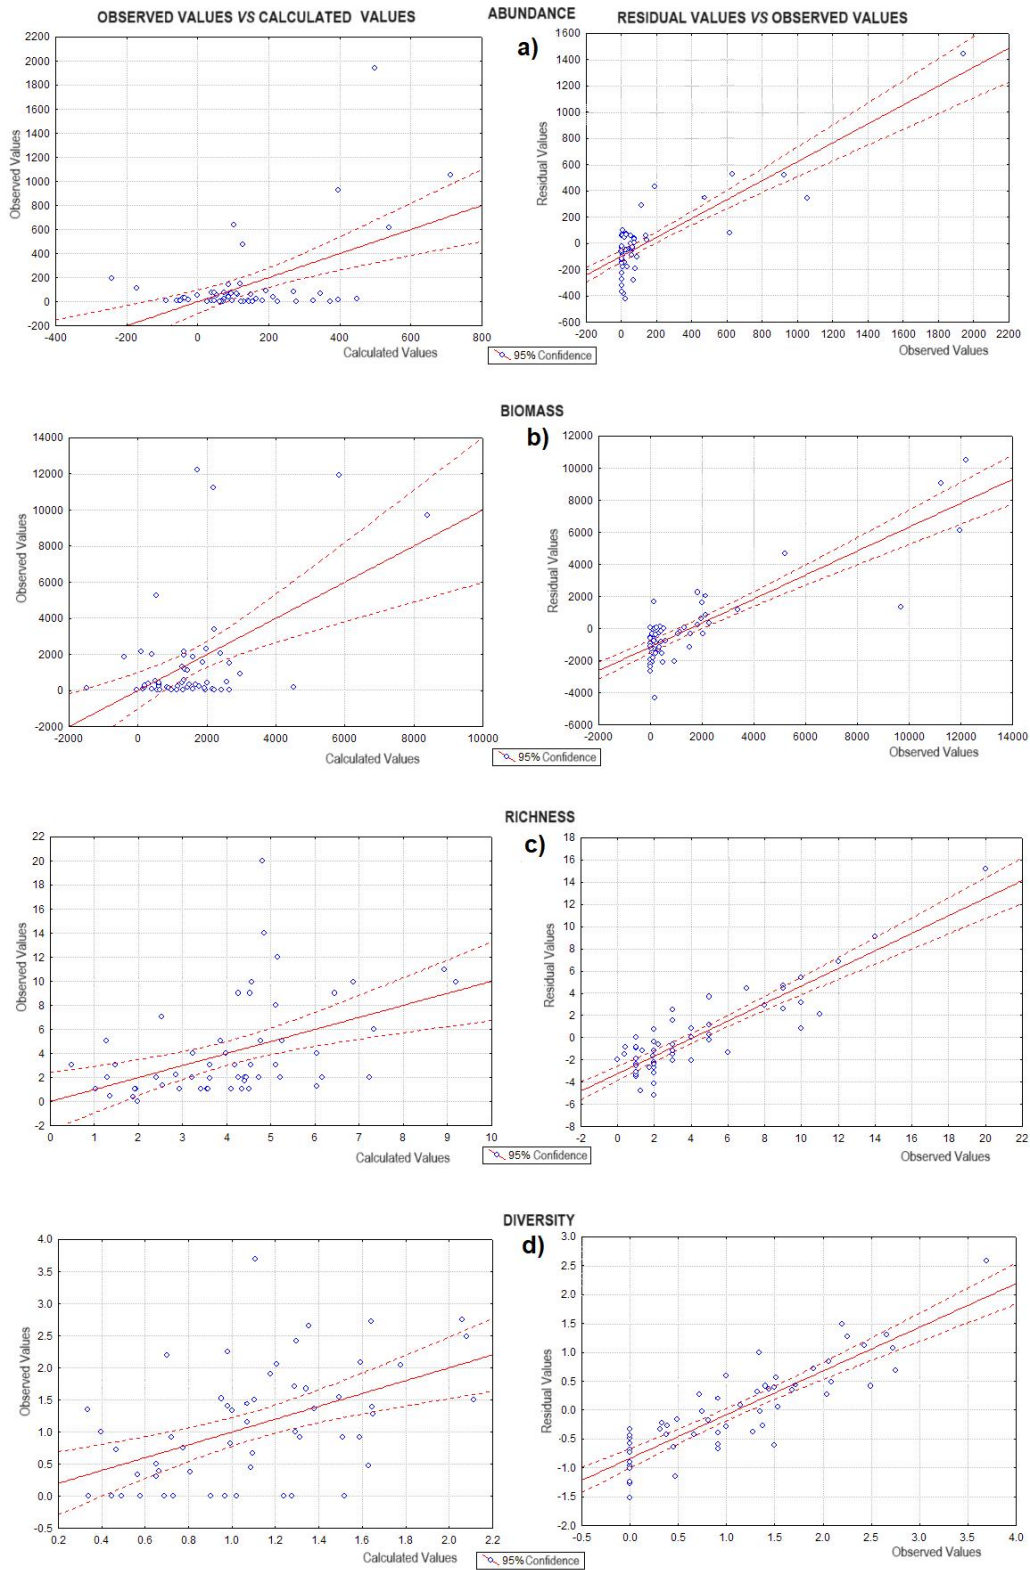 OBSERVED VALUES VS CALCULATED VALUES
ABUNDANCE
RESIDUAL VALUES VS OBSERVED VALUES
a)
2200
2000
1800
1600
1400
1200
1000
800
600
400
200
0
-200
-400 -200 0 200 400 600 800
Observed Values
Calculated Values
1600
1400
1200
1000
800
600
400
200
0
-200
-400
-600
-200 0 200 400 600 800 1000 1200 1400 1600 1800 2000 2200
Residual Values
Observed Values
95% Confidence
BIOMASS
b)
14000
12000
10000
8000
6000
4000
2000
0
-2000
-2000 0 2000 4000 6000 8000 10000
Observed Values
Calculated Values
12000
10000
8000
6000
4000
2000
0
-2000
-4000
-6000
-2000 0 2000 4000 6000 8000 10000 12000 14000
Residual Values
Observed Values
95% Confidence
RICHNESS
c)
22
20
18
16
14
12
10
8
6
4
2
0
-2
0 1 2 3 4 5 6 7 8 9 10
Observed Values
Calculated Values
18
16
14
12
10
8
6
4
2
0
-2
-4
-6
-8
-2 0 2 4 6 8 10 12 14 16 18 20 22
Residual Values
Observed Values
95% Confidence
DIVERSITY
d)
4.0
3.5
3.0
2.5
2.0
1.5
1.0
0.5
0.0
-0.5
0.2 0.4 0.6 0.8 1.0 1.2 1.4 1.6 1.8 2.0 2.2
Observed Values
Calculated Values
3.0
2.5
2.0
1.5
1.0
0.5
0.0
-0.5
-1.0
-1.5
-2.0
-0.5 0.0 0.5 1.0 1.5 2.0 2.5 3.0 3.5 4.0
Residual Values
Observed Values
95% Confidence